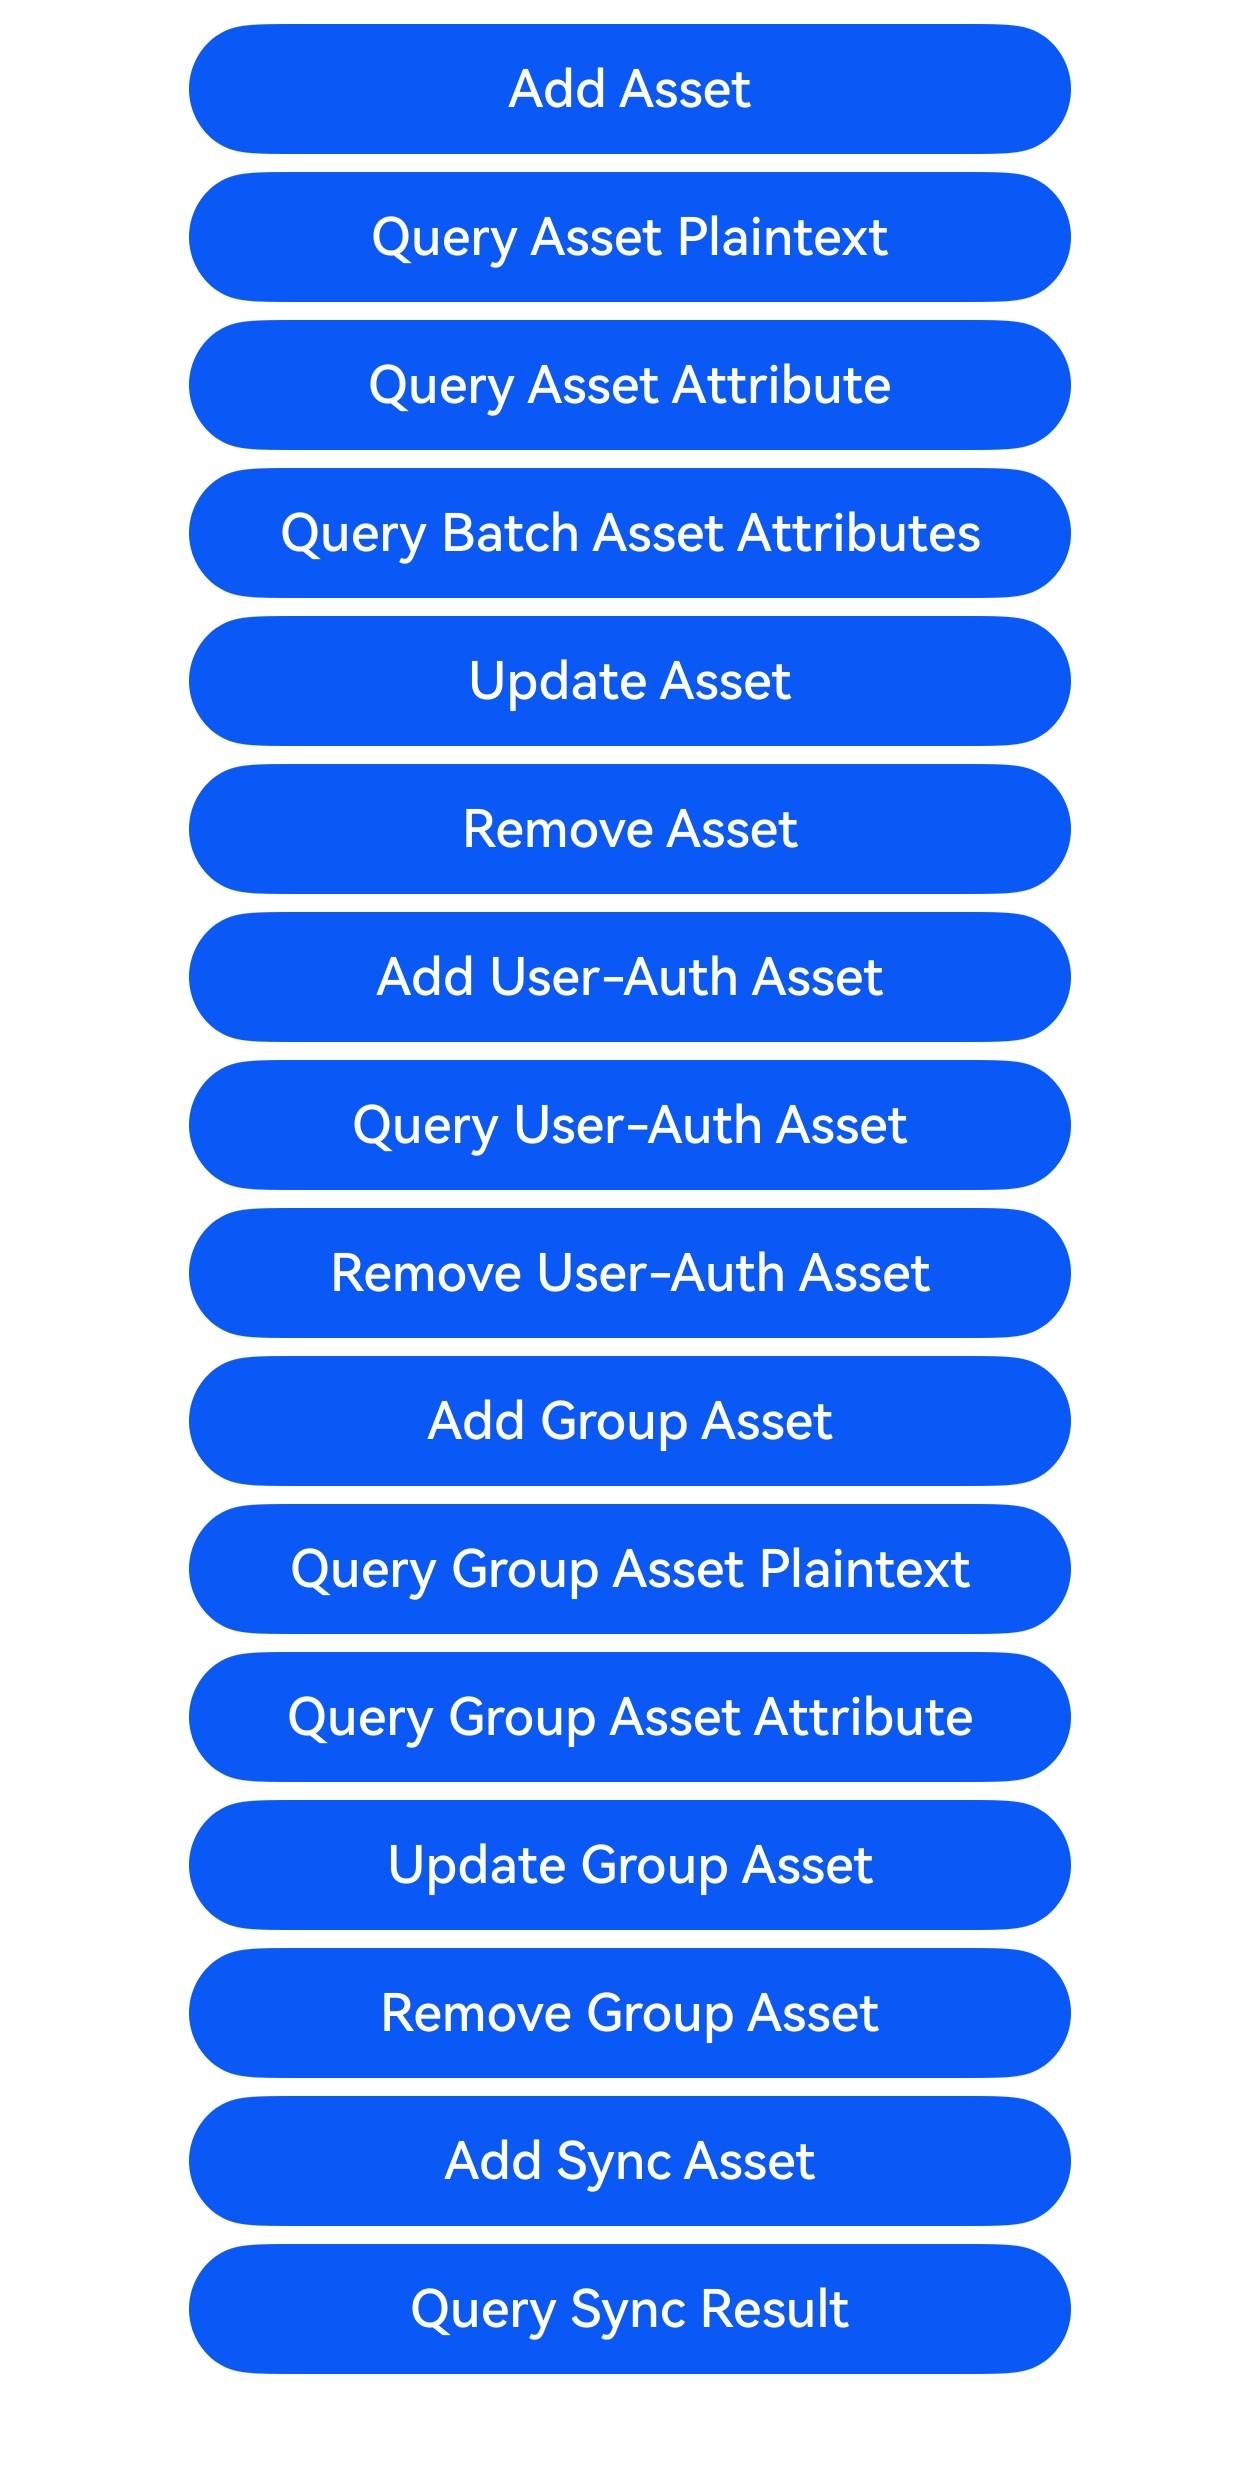 Add Asset
Query Asset Plaintext
Query Asset Attribute
Query Batch Asset Attributes
Update Asset
Remove Asset
Add User-Auth Asset
Query User-Auth Asset
Remove User-Auth Asset
Add Group Asset
Query Group Asset Plaintext
Query Group Asset Attribute
Update Group Asset
Remove Group Asset
Add Sync Asset
Query Sync Result